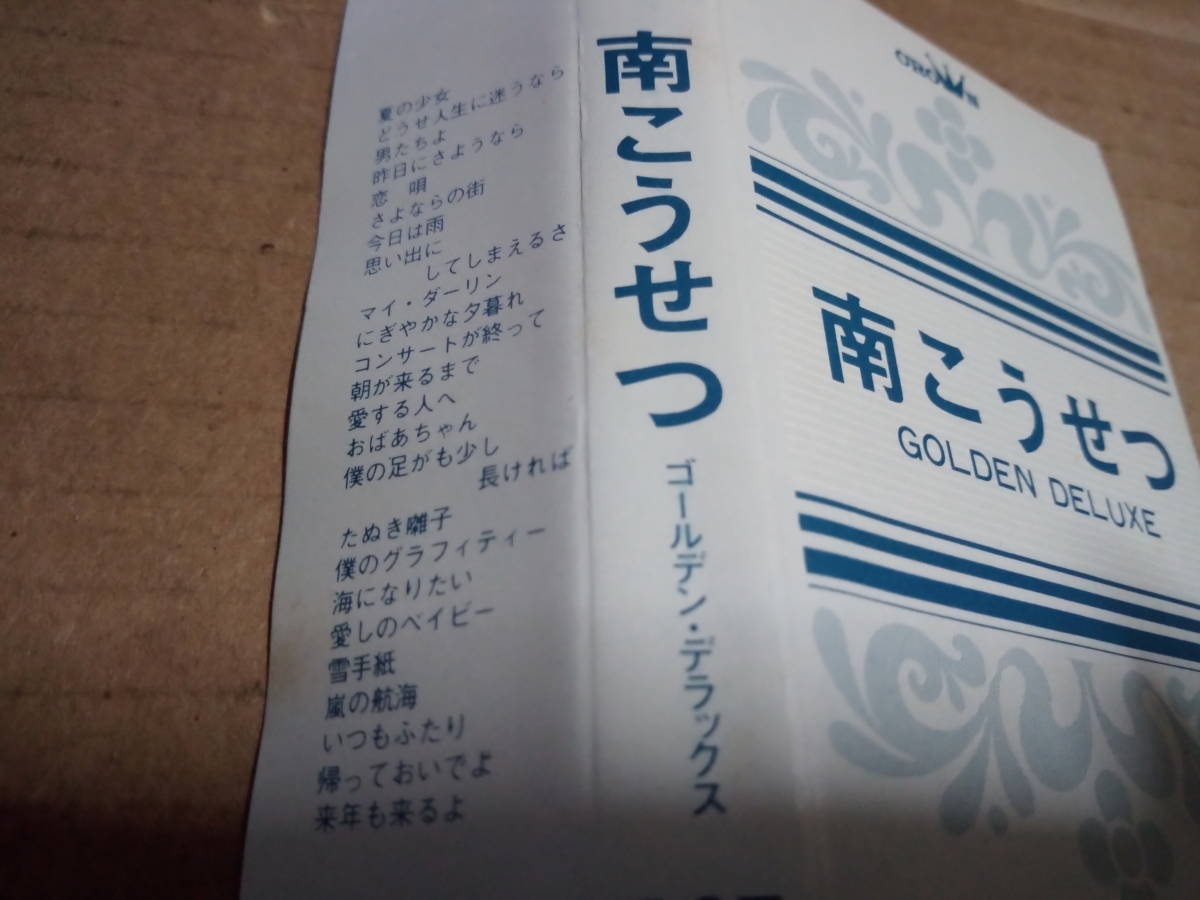 夏の少女
どうせ人生に迷うなら
男たちよ
昨日にさようなら
恋 唄
さよならの街
今日は雨
思い出に
してしまえるさ
マイ・ダーリン
にぎやかな夕暮れ
コンサートが終って
朝が来るまで
愛する人へ
おばあちゃん
僕の足がも少し
長ければ
たぬき囃子
僕のグラフィティー
海になりたい
愛しのベイビー
雪手紙
嵐の航海
いつもふたり
帰っておいでよ
来年も来るよ
南こうせつ
ゴールデン・デラックス
南こうせつ
GOLDEN DELUXE